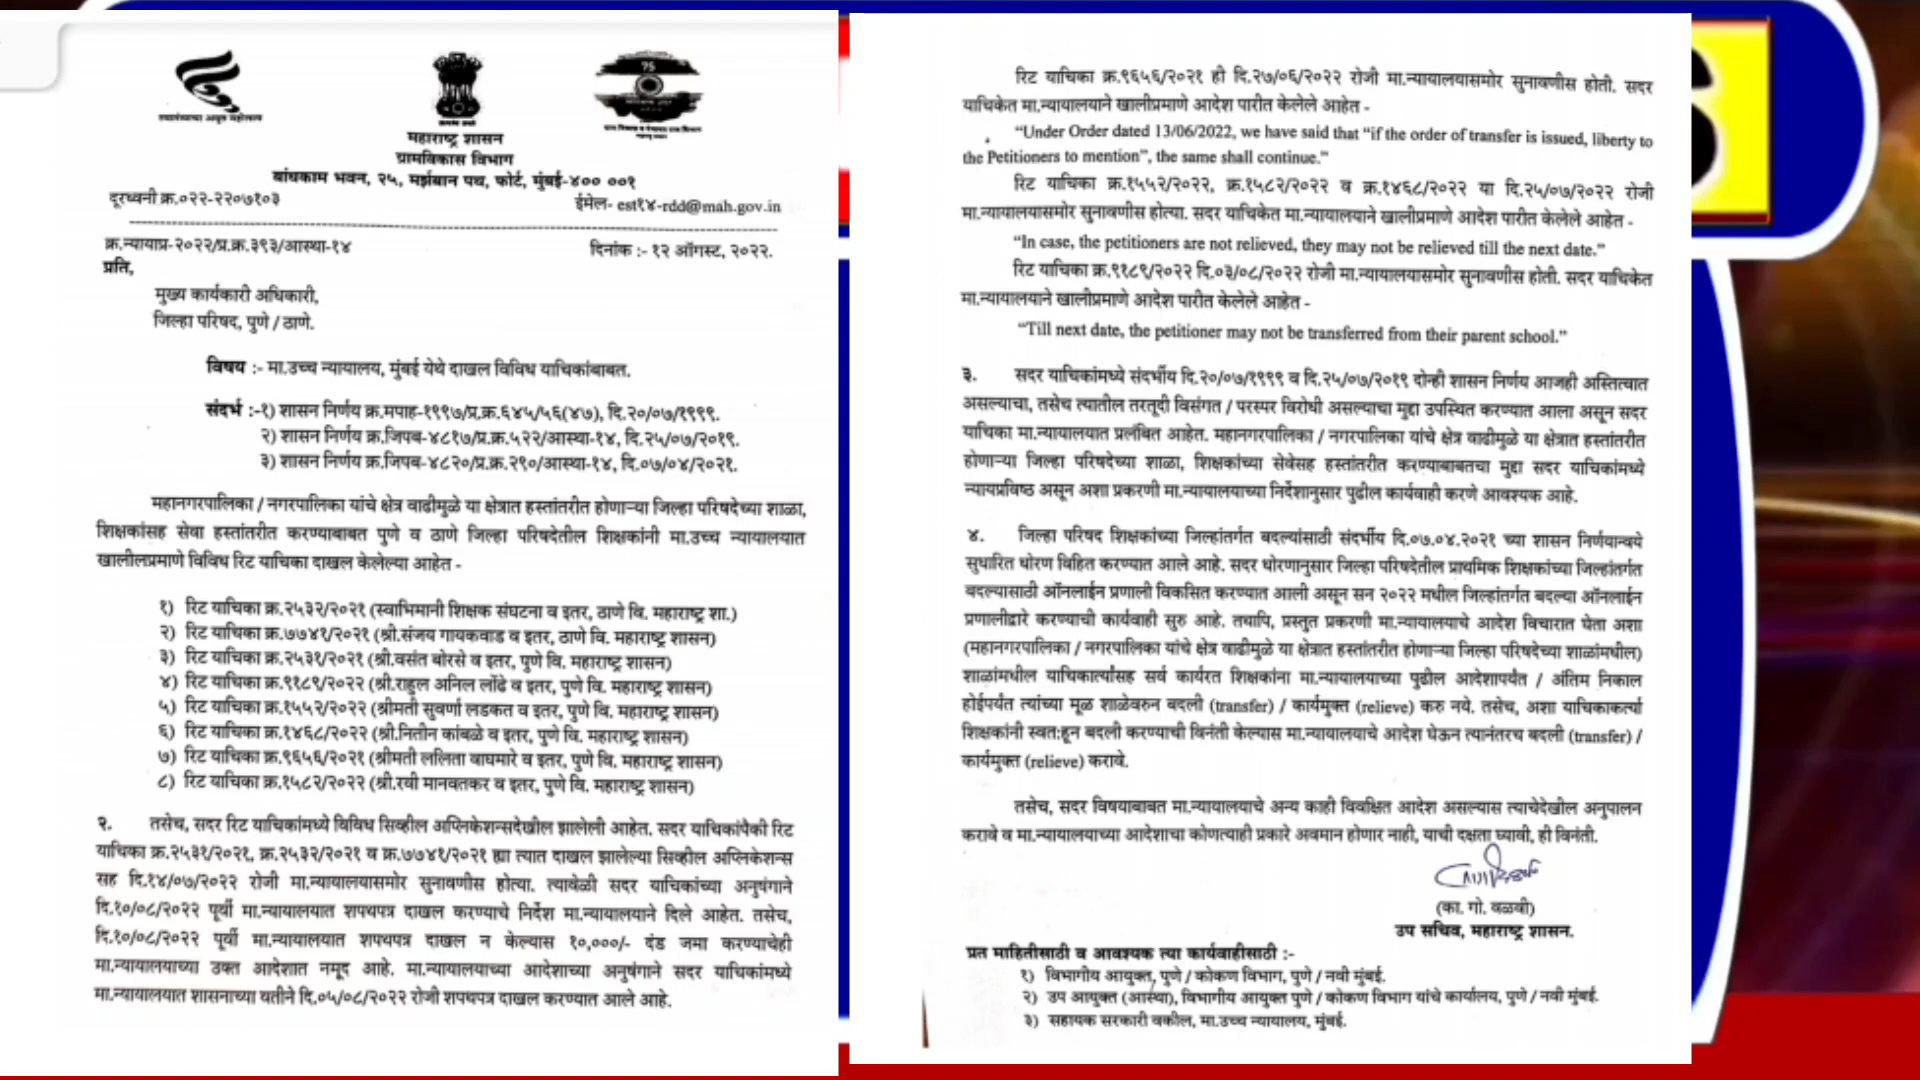 स्वातंत्र्याचा अमृत महोत्सव
75
महाराष्ट्र शासन
ग्रामविकास विभाग
बांधकाम भवन, २५, मर्झबान पथ, फोर्ट, मुंबई-४०० ००१
दूरध्वनी क्र.०२२-२२०७१०३
ईमेल- est१४-rdd@mah.gov.in
क्र.न्यायाप्र-२०२२/प्र.क्र.३९३/आस्था-१४
दिनांक :- १२ ऑगस्ट, २०२२.
प्रति,
मुख्य कार्यकारी अधिकारी,
जिल्हा परिषद, पुणे / ठाणे.
विषय :- मा.उच्च न्यायालय, मुंबई येथे दाखल विविध याचिकांबाबत.
संदर्भ :-१) शासन निर्णय क्र.मपाह-१९९७/प्र.क्र.६४५/५६(४७), दि.२०/०७/१९९९.
२) शासन निर्णय क्र.जिपब-४८१७/प्र.क्र.५२२/आस्था-१४, दि.२५/०७/२०१९.
३) शासन निर्णय क्र.जिपब-४८२०/प्र.क्र.२९०/आस्था-१४, दि.०७/०४/२०२१.
महानगरपालिका / नगरपालिका यांचे क्षेत्र वाढीमुळे या क्षेत्रात हस्तांतरीत होणाऱ्या जिल्हा परिषदेच्या शाळा,
शिक्षकांसह सेवा हस्तांतरीत करण्याबाबत पुणे व ठाणे जिल्हा परिषदेतील शिक्षकांनी मा.उच्च न्यायालयात
खालीलप्रमाणे विविध रिट याचिका दाखल केलेल्या आहेत -
१) रिट याचिका क्र.२५३२/२०२१ (स्वाभिमानी शिक्षक संघटना व इतर, ठाणे वि. महाराष्ट्र शा.)
२) रिट याचिका क्र.७७४१/२०२१ (श्री.संजय गायकवाड व इतर, ठाणे वि. महाराष्ट्र शासन)
३) रिट याचिका क्र.२५३१/२०२१ (श्री.वसंत बोरसे व इतर, पुणे वि. महाराष्ट्र शासन)
४) रिट याचिका क्र.९१८९/२०२२ (श्री.राहुल अनिल लोंढे व इतर, पुणे वि. महाराष्ट्र शासन)
५) रिट याचिका क्र.१५५२/२०२२ (श्रीमती सुवर्णा लडकत व इतर, पुणे वि. महाराष्ट्र शासन)
६) रिट याचिका क्र.१४६८/२०२२ (श्री.नितीन कांबळे व इतर, पुणे वि. महाराष्ट्र शासन)
७) रिट याचिका क्र.९६५६/२०२१ (श्रीमती ललिता वाघमारे व इतर, पुणे वि. महाराष्ट्र शासन)
८) रिट याचिका क्र.१५८२/२०२२ (श्री.रवी मानवतकर व इतर, पुणे वि. महाराष्ट्र शासन)
२. तसेच, सदर रिट याचिकांमध्ये विविध सिव्हील अप्लिकेशन्सदेखील झालेली आहेत. सदर याचिकांपैकी रिट
याचिका क्र.२५३१/२०२१, क्र.२५३२/२०२१ व क्र.७७४१/२०२१ ह्या त्यात दाखल झालेल्या सिव्हील अप्लिकेशन्स
सह दि.१४/०७/२०२२ रोजी मा.न्यायालयासमोर सुनावणीस होत्या. त्यावेळी सदर याचिकांच्या अनुषंगाने
दि.१०/०८/२०२२ पूर्वी मा.न्यायालयात शपथपत्र दाखल करण्याचे निर्देश मा.न्यायालयाने दिले आहेत. तसेच,
दि.१०/०८/२०२२ पूर्वी मा.न्यायालयात शपथपत्र दाखल न केल्यास १०,०००/- दंड जमा करण्याचेही
मा.न्यायालयाच्या उक्त आदेशात नमूद आहे. मा.न्यायालयाच्या आदेशाच्या अनुषंगाने सदर याचिकांमध्ये
मा.न्यायालयात शासनाच्या वतीने दि.०५/०८/२०२२ रोजी शपथपत्र दाखल करण्यात आले आहे.
रिट याचिका क्र.९६५६/२०२१ ही दि.२७/०६/२०२२ रोजी मा.न्यायालयासमोर सुनावणीस होती. सदर
याचिकेत मा.न्यायालयाने खालीप्रमाणे आदेश पारीत केलेले आहेत -
“Under Order dated 13/06/2022, we have said that “if the order of transfer is issued, liberty to
the Petitioners to mention”, the same shall continue.”
रिट याचिका क्र.१५५२/२०२२, क्र.१५८२/२०२२ व क्र.१४६८/२०२२ या दि.२५/०७/२०२२ रोजी
मा.न्यायालयासमोर सुनावणीस होत्या. सदर याचिकेत मा.न्यायालयाने खालीप्रमाणे आदेश पारीत केलेले आहेत -
“In case, the petitioners are not relieved, they may not be relieved till the next date.”
रिट याचिका क्र.९१८९/२०२२ दि.०३/०८/२०२२ रोजी मा.न्यायालयासमोर सुनावणीस होती. सदर याचिकेत
मा.न्यायालयाने खालीप्रमाणे आदेश पारीत केलेले आहेत -
“Till next date, the petitioner may not be transferred from their parent school.”
३. सदर याचिकांमध्ये संदर्भीय दि.२०/०७/१९९९ व दि.२५/०७/२०१९ दोन्ही शासन निर्णय आजही अस्तित्वात
असल्याचा, तसेच त्यातील तरतूदी विसंगत / परस्पर विरोधी असल्याचा मुद्दा उपस्थित करण्यात आला असून सदर
याचिका मा.न्यायालयात प्रलंबित आहेत. महानगरपालिका / नगरपालिका यांचे क्षेत्र वाढीमुळे या क्षेत्रात हस्तांतरीत
होणाऱ्या जिल्हा परिषदेच्या शाळा, शिक्षकांच्या सेवेसह हस्तांतरीत करण्याबाबतचा मुद्दा सदर याचिकांमध्ये
न्यायप्रविष्ठ असून अशा प्रकरणी मा.न्यायालयाच्या निर्देशानुसार पुढील कार्यवाही करणे आवश्यक आहे.
४. जिल्हा परिषद शिक्षकांच्या जिल्हांतर्गत बदल्यांसाठी संदर्भीय दि.०७.०४.२०२१ च्या शासन निर्णयान्वये
सुधारित धोरण विहित करण्यात आले आहे. सदर धोरणानुसार जिल्हा परिषदेतील प्राथमिक शिक्षकांच्या जिल्हांतर्गत
बदल्यासाठी ऑनलाईन प्रणाली विकसित करण्यात आली असून सन २०२२ मधील जिल्हांतर्गत बदल्या ऑनलाईन
प्रणालीद्वारे करण्याची कार्यवाही सुरु आहे. तथापि, प्रस्तुत प्रकरणी मा.न्यायालयाचे आदेश विचारात घेता अशा
(महानगरपालिका / नगरपालिका यांचे क्षेत्र वाढीमुळे या क्षेत्रात हस्तांतरीत होणाऱ्या जिल्हा परिषदेच्या शाळांमधील)
शाळांमधील याचिकार्त्यांसह सर्व कार्यरत शिक्षकांना मा.न्यायालयाच्या पुढील आदेशापर्यंत / अंतिम निकाल
होईपर्यंत त्यांच्या मूळ शाळेवरुन बदली (transfer) / कार्यमुक्त (relieve) करु नये. तसेच, अशा याचिकाकर्त्या
शिक्षकांनी स्वत:हून बदली करण्याची विनंती केल्यास मा.न्यायालयाचे आदेश घेऊन त्यानंतरच बदली (transfer) /
कार्यमुक्त (relieve) करावे.
तसेच, सदर विषयाबाबत मा.न्यायालयाचे अन्य काही विवक्षित आदेश असल्यास त्याचेदेखील अनुपालन
करावे व मा.न्यायालयाच्या आदेशाचा कोणत्याही प्रकारे अवमान होणार नाही, याची दक्षता घ्यावी, ही विनंती.
(का. गो. वळवी)
उप सचिव, महाराष्ट्र शासन.
प्रत माहितीसाठी व आवश्यक त्या कार्यवाहीसाठी :-
१) विभागीय आयुक्त, पुणे / कोकण विभाग, पुणे / नवी मुंबई.
२) उप आयुक्त (आस्था), विभागीय आयुक्त पुणे / कोकण विभाग यांचे कार्यालय, पुणे / नवी मुंबई.
३) सहायक सरकारी वकील, मा.उच्च न्यायालय, मुंबई.